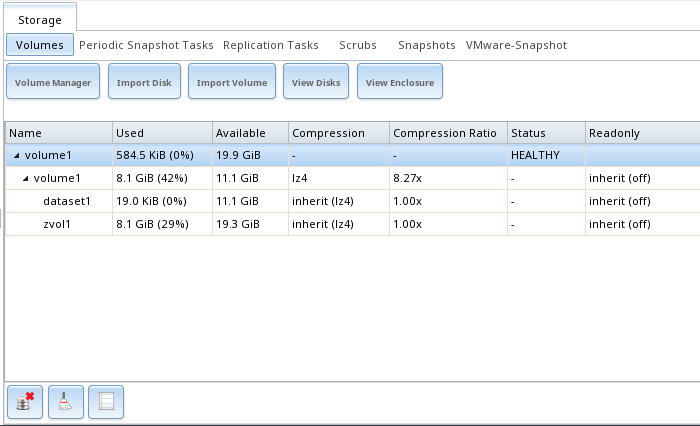 Storage
Volumes Periodic Snapshot Tasks Replication Tasks Scrubs Snapshots VMware-Snapshot
Volume Manager Import Disk Import Volume View Disks View Enclosure
Name Used Available Compression Compression Ratio Status Readonly
volume1 584.5 KiB (0%) 19.9 GiB - - HEALTHY
volume1 8.1 GiB (42%) 11.1 GiB lz4 8.27x - inherit (off)
dataset1 19.0 KiB (0%) 11.1 GiB inherit (lz4) 1.00x - inherit (off)
zvol1 8.1 GiB (29%) 19.3 GiB inherit (lz4) 1.00x - inherit (off)